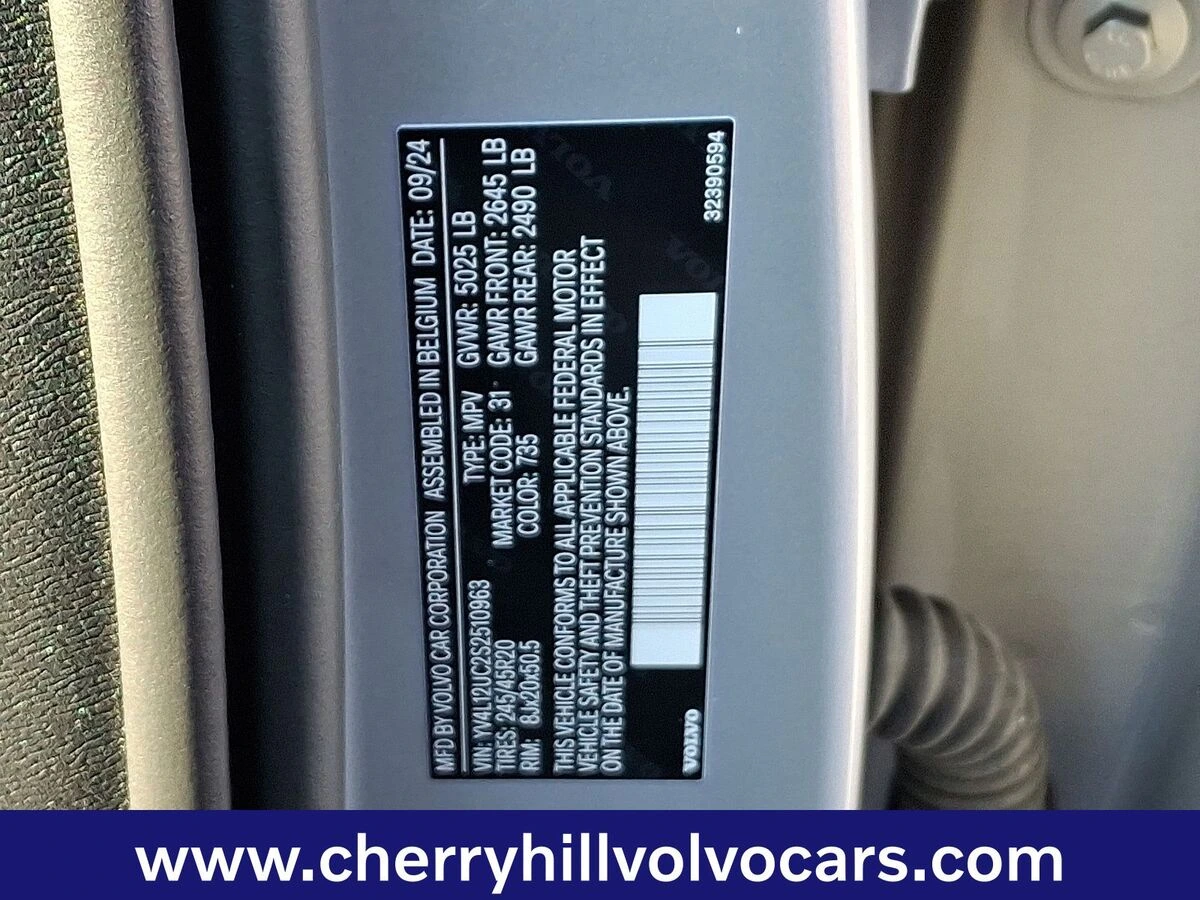 MFD BY VOLVO CAR CORPORATION ASSEMBLED IN BELGIUM DATE: 09/24
VIN: YV4L12UC2S2510963 TYPE: MPV GVWR: 5025 LB
TIRES: 245/45R20 MARKET CODE: 31 GAWR FRONT: 2645 LB
RIM: 8Jx20x50.5 COLOR: 735 GAWR REAR: 2490 LB
THIS VEHICLE CONFORMS TO ALL APPLICABLE FEDERAL MOTOR
VEHICLE SAFETY AND THEFT PREVENTION STANDARDS IN EFFECT
ON THE DATE OF MANUFACTURE SHOWN ABOVE.
VOLVO 32390594
www.cherryhillvolvocars.com